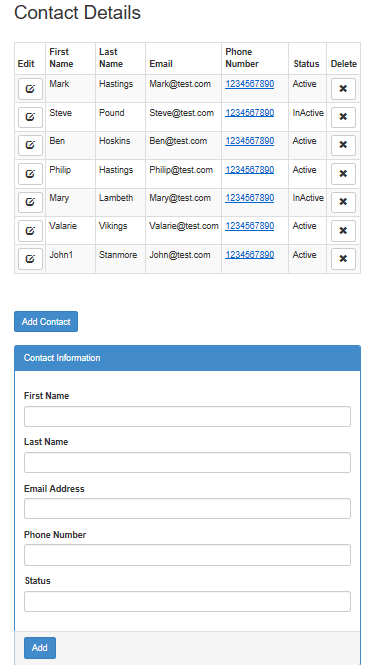 Contact Details
Edit First Name Last Name Email Phone Number Status Delete
Mark Hastings Mark@test.com 1234567890 Active
Steve Pound Steve@test.com 1234567890 InActive
Ben Hoskins Ben@test.com 1234567890 Active
Philip Hastings Philip@test.com 1234567890 Active
Mary Lambeth Mary@test.com 1234567890 InActive
Valarie Vikings Valarie@test.com 1234567890 Active
John1 Stanmore John@test.com 1234567890 Active
Add Contact
Contact Information
First Name
Last Name
Email Address
Phone Number
Status
Add